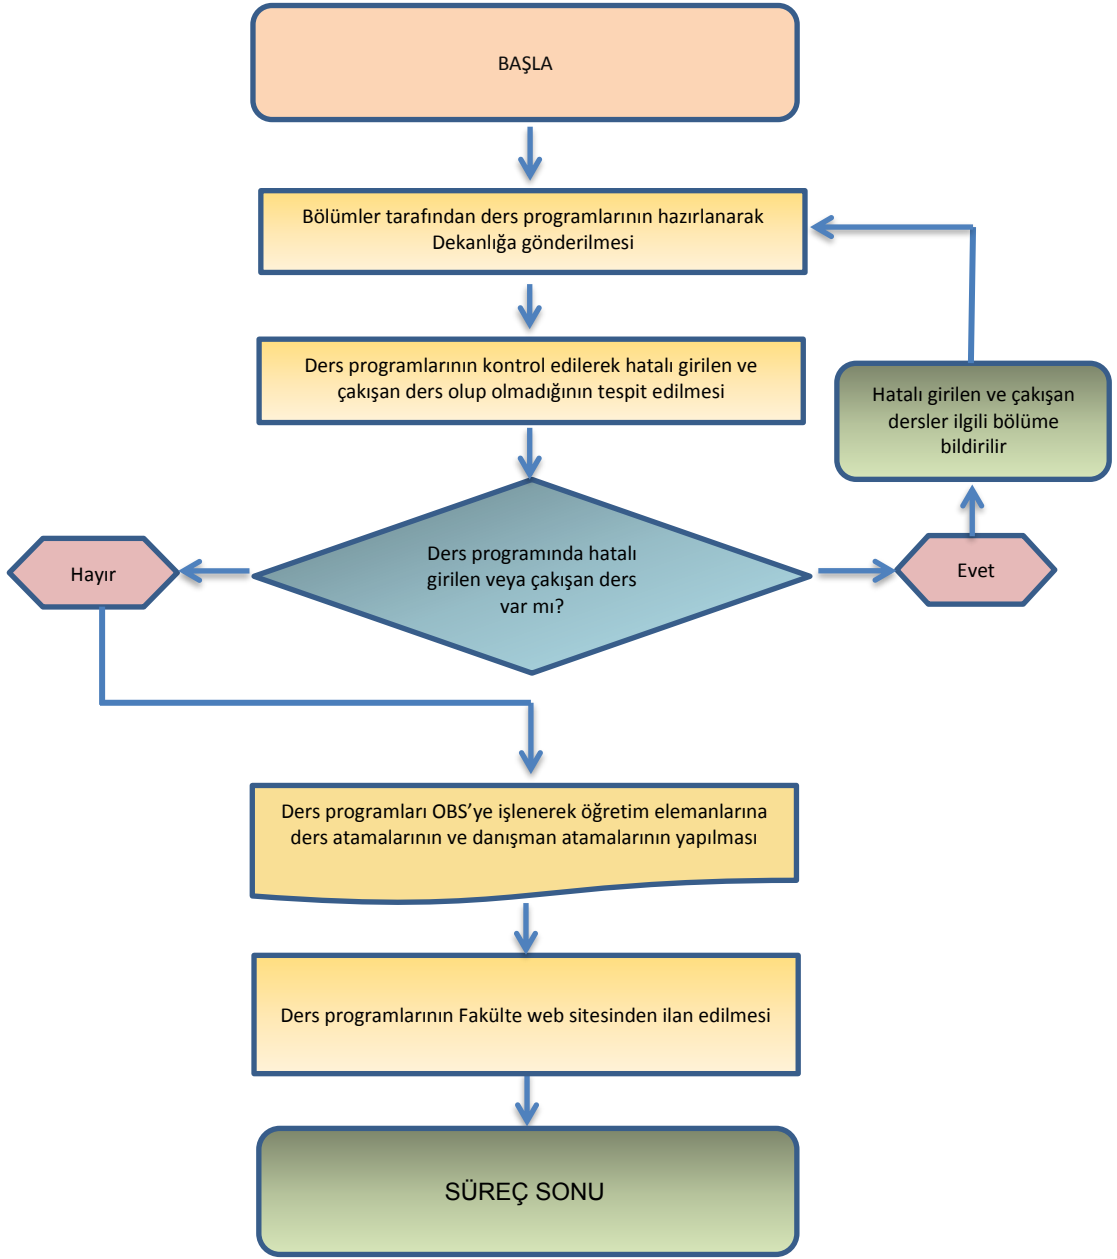 BAŞLA
Bölümler tarafından ders programlarının hazırlanarak
Dekanlığa gönderilmesi
Ders programlarının kontrol edilerek hatalı girilen ve
çakışan ders olup olmadığının tespit edilmesi
Hatalı girilen ve çakışan
dersler ilgili bölüme
bildirilir
Ders programında hatalı
girilen veya çakışan ders
var mı?
Hayır
Evet
Ders programları OBS’ye işlenerek öğretim elemanlarına
ders atamalarının ve danışman atamalarının yapılması
Ders programlarının Fakülte web sitesinden ilan edilmesi
SÜREÇ SONU